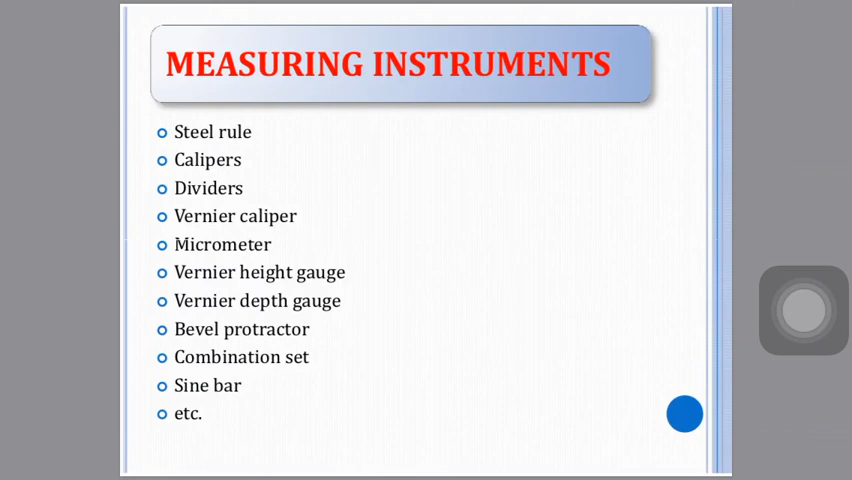 MEASURING INSTRUMENTS
Steel rule
Calipers
Dividers
Vernier caliper
Micrometer
Vernier height gauge
Vernier depth gauge
Bevel protractor
Combination set
Sine bar
etc.